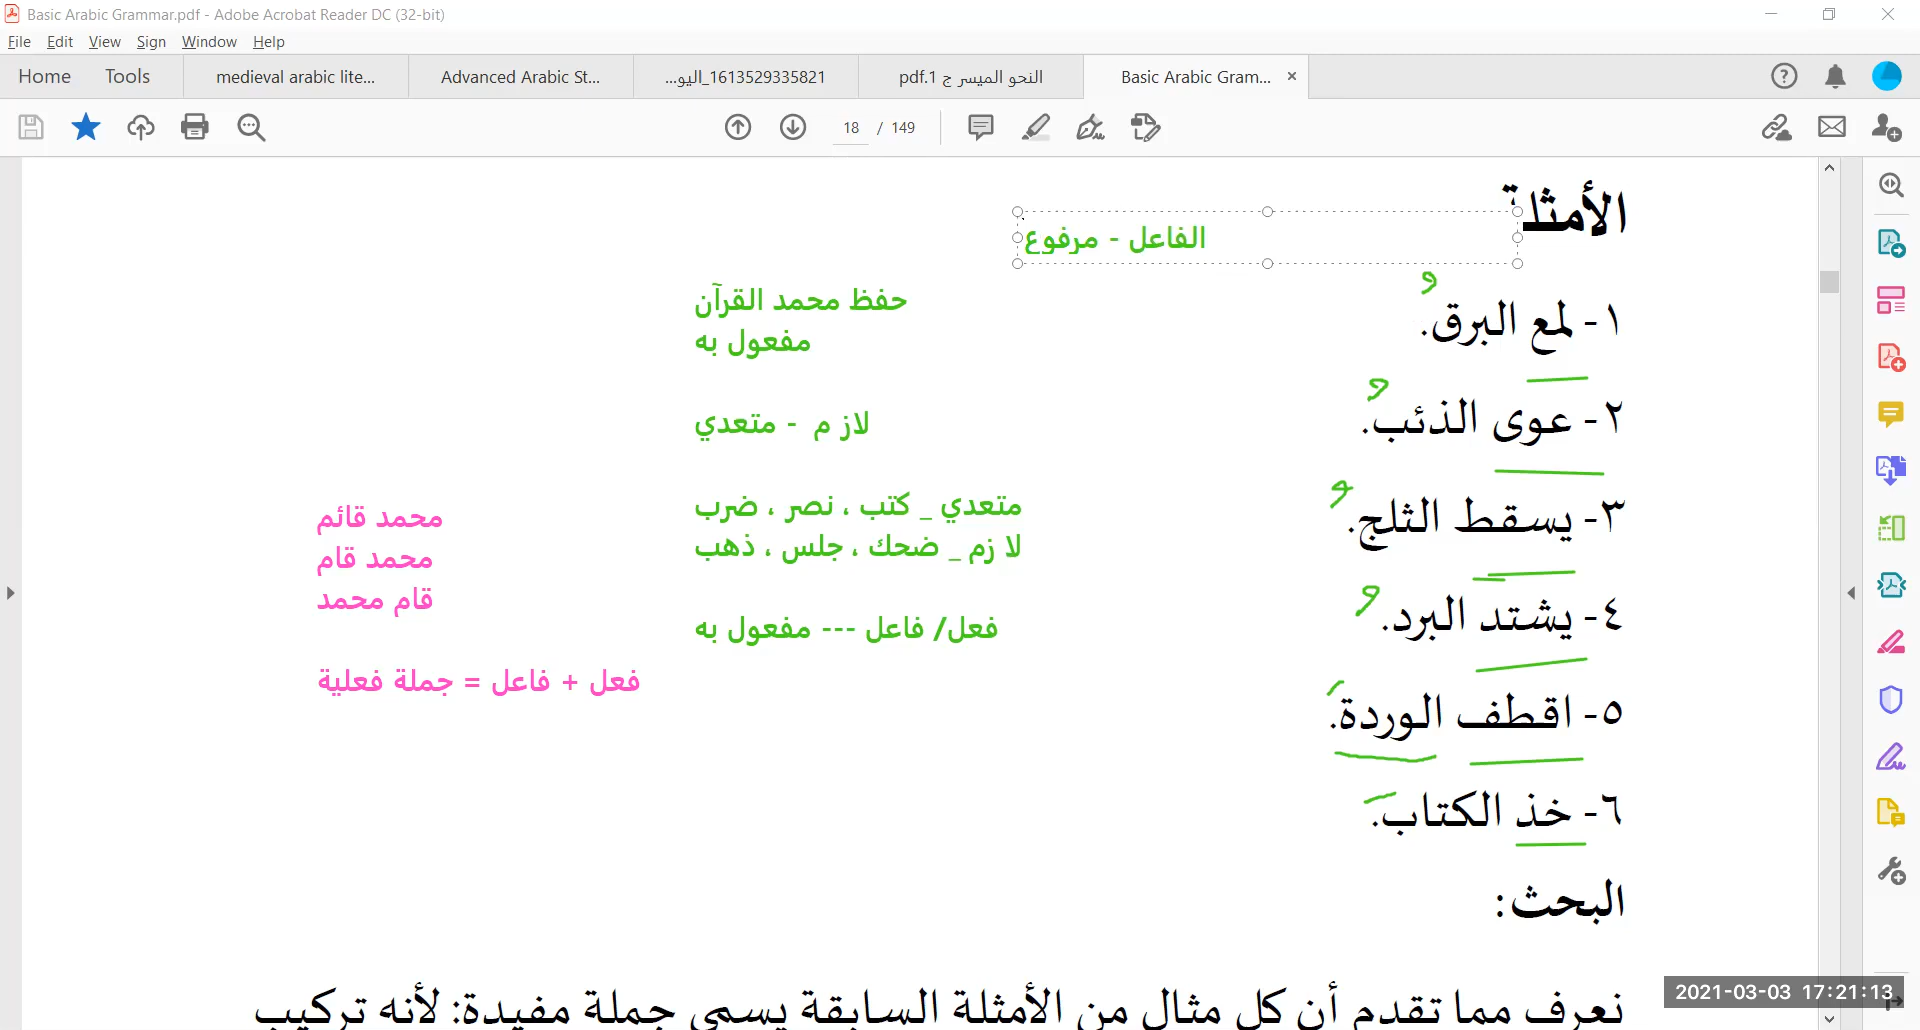 Basic Arabic Grammar.pdf - Adobe Acrobat Reader DC (32-bit)
File Edit View Sign Window Help
Home Tools medieval arabic lite... Advanced Arabic St... ...اليو_1613529335821 النحو الميسر ج 1.pdf Basic Arabic Gram... ×
18 / 149
الأمثلة
الفاعل - مرفوع
١- لمع البرق.
٢- عوى الذئب.
٣- يسقط الثلج.
٤- يشتد البرد.
٥- اقطف الوردة.
٦- خذ الكتاب.
حفظ محمد القرآن
مفعول به
لاز م - متعدي
متعدي _ كتب ، نصر ، ضرب
لا زم _ ضحك ، جلس ، ذهب
فعل/ فاعل --- مفعول به
محمد قائم
محمد قام
قام محمد
فعل + فاعل = جملة فعلية
البحث:
نعرف مما تقدم أن كل مثال من الأمثلة السابقة يسمى جملة مفيدة: لأنه تركيب
2021-03-03 17:21:13